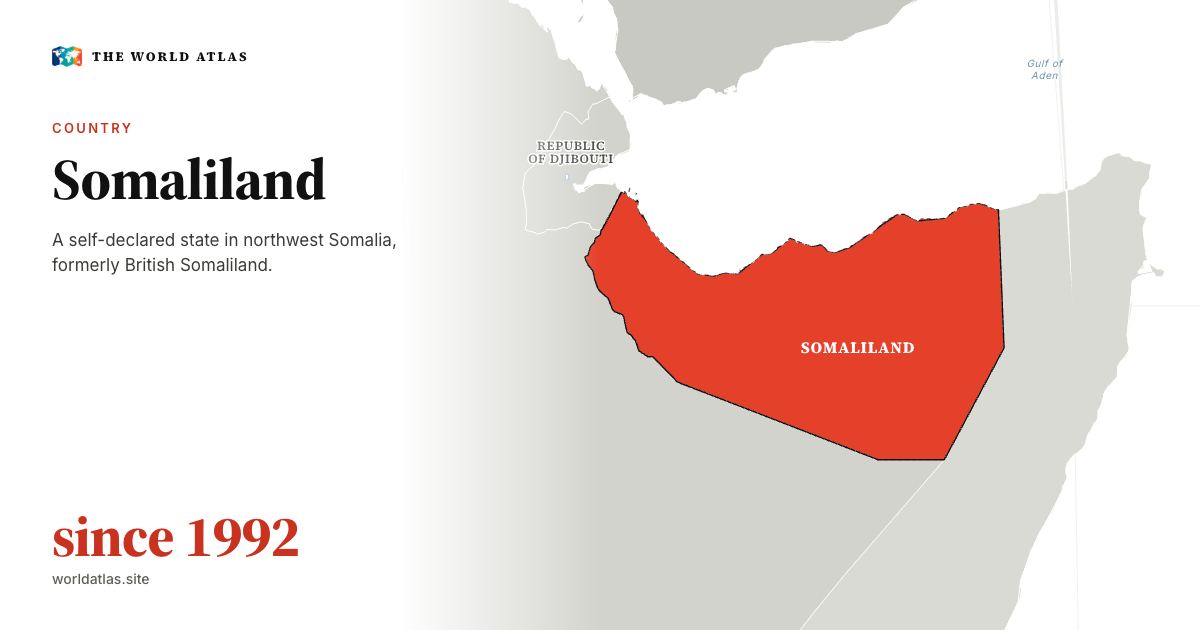 THE WORLD ATLAS
COUNTRY
Somaliland
A self-declared state in northwest Somalia,
formerly British Somaliland.
since 1992
worldatlas.site
Gulf of
Aden
REPUBLIC
OF DJIBOUTI
SOMALILAND